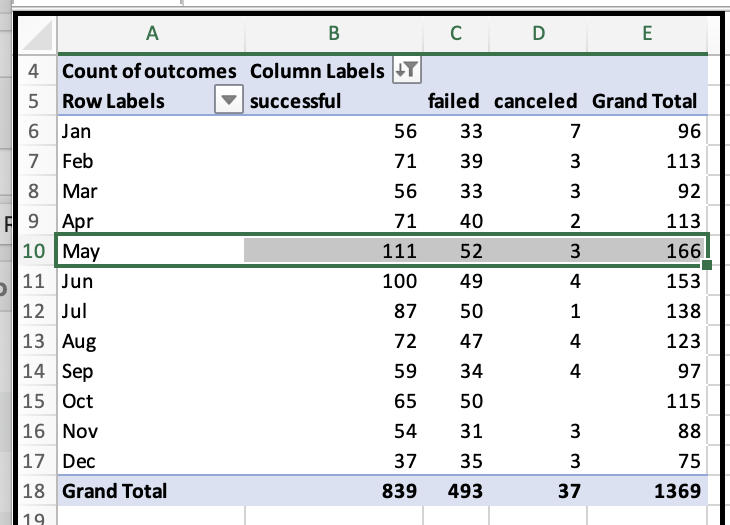 A B C D E
4 Count of outcomes Column Labels
5 Row Labels successful failed canceled Grand Total
6 Jan 56 33 7 96
7 Feb 71 39 3 113
8 Mar 56 33 3 92
9 Apr 71 40 2 113
10 May 111 52 3 166
11 Jun 100 49 4 153
12 Jul 87 50 1 138
13 Aug 72 47 4 123
14 Sep 59 34 4 97
15 Oct 65 50 115
16 Nov 54 31 3 88
17 Dec 37 35 3 75
18 Grand Total 839 493 37 1369
19